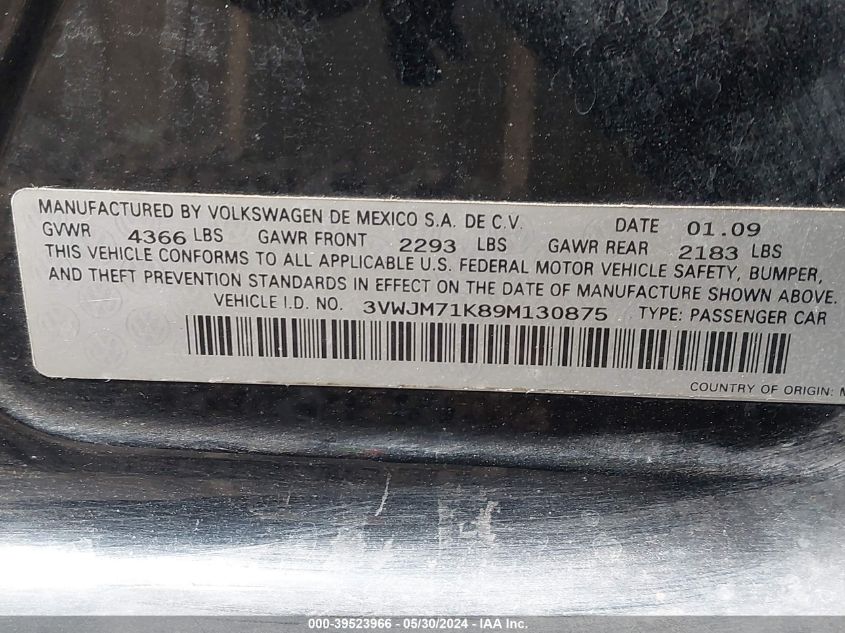 MANUFACTURED BY VOLKSWAGEN DE MEXICO S.A. DE C.V. DATE 01.09
GVWR 4366 LBS GAWR FRONT 2293 LBS GAWR REAR 2183 LBS
THIS VEHICLE CONFORMS TO ALL APPLICABLE U.S. FEDERAL MOTOR VEHICLE SAFETY, BUMPER,
AND THEFT PREVENTION STANDARDS IN EFFECT ON THE DATE OF MANUFACTURE SHOWN ABOVE.
VEHICLE I.D. NO. 3VWJM71K89M130875 TYPE: PASSENGER CAR
COUNTRY OF ORIGIN: M
000-39523966 - 05/30/2024 - IAA Inc.